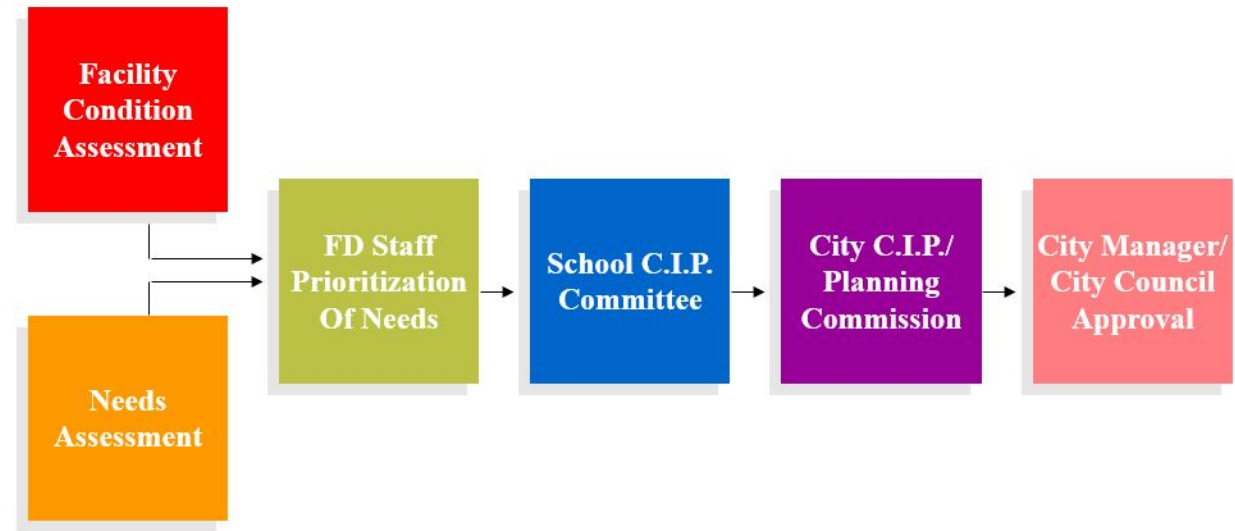 Facility
Condition
Assessment
Needs
Assessment
FD Staff
Prioritization
Of Needs
School C.I.P.
Committee
City C.I.P./
Planning
Commission
City Manager/
City Council
Approval